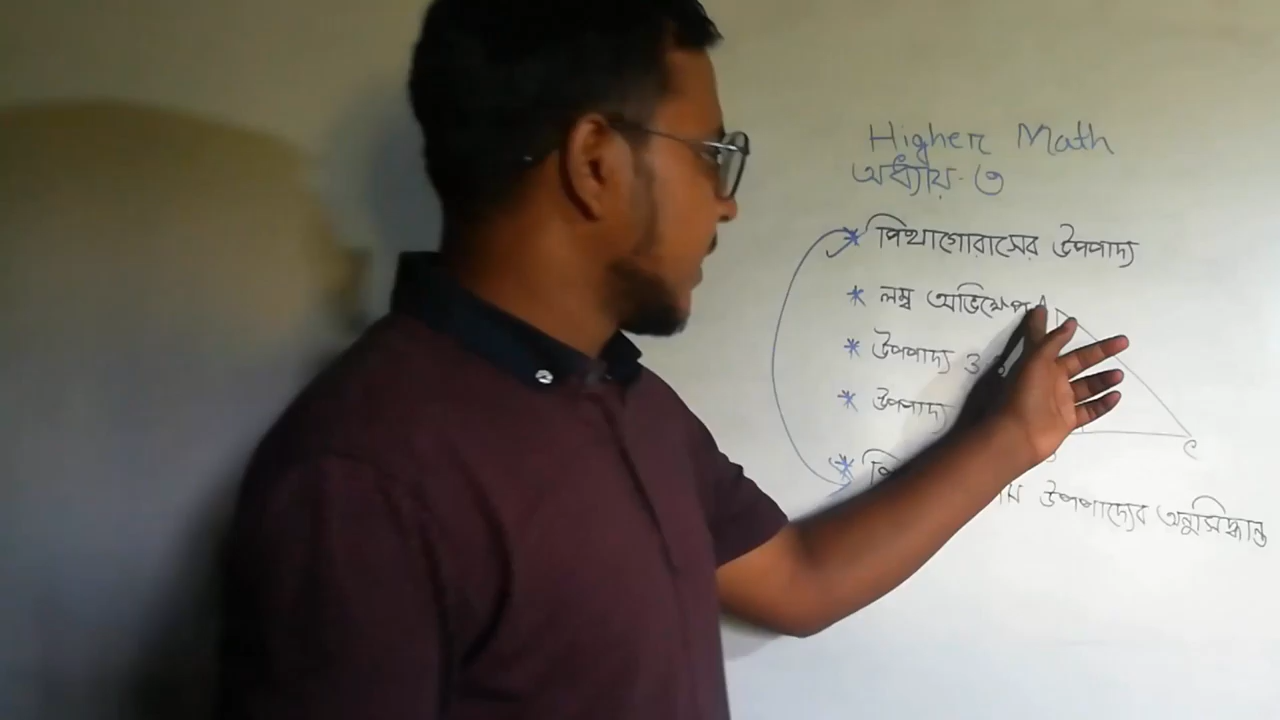 Higher Math
অধ্যায়-৩
* পিথাগোরাসের উপপাদ্য
* লম্ব অভিক্ষেপ
* উপপাদ্য ৩
* উপপাদ্য
*
উপপাদ্যের অনুসিদ্ধান্ত
A
C